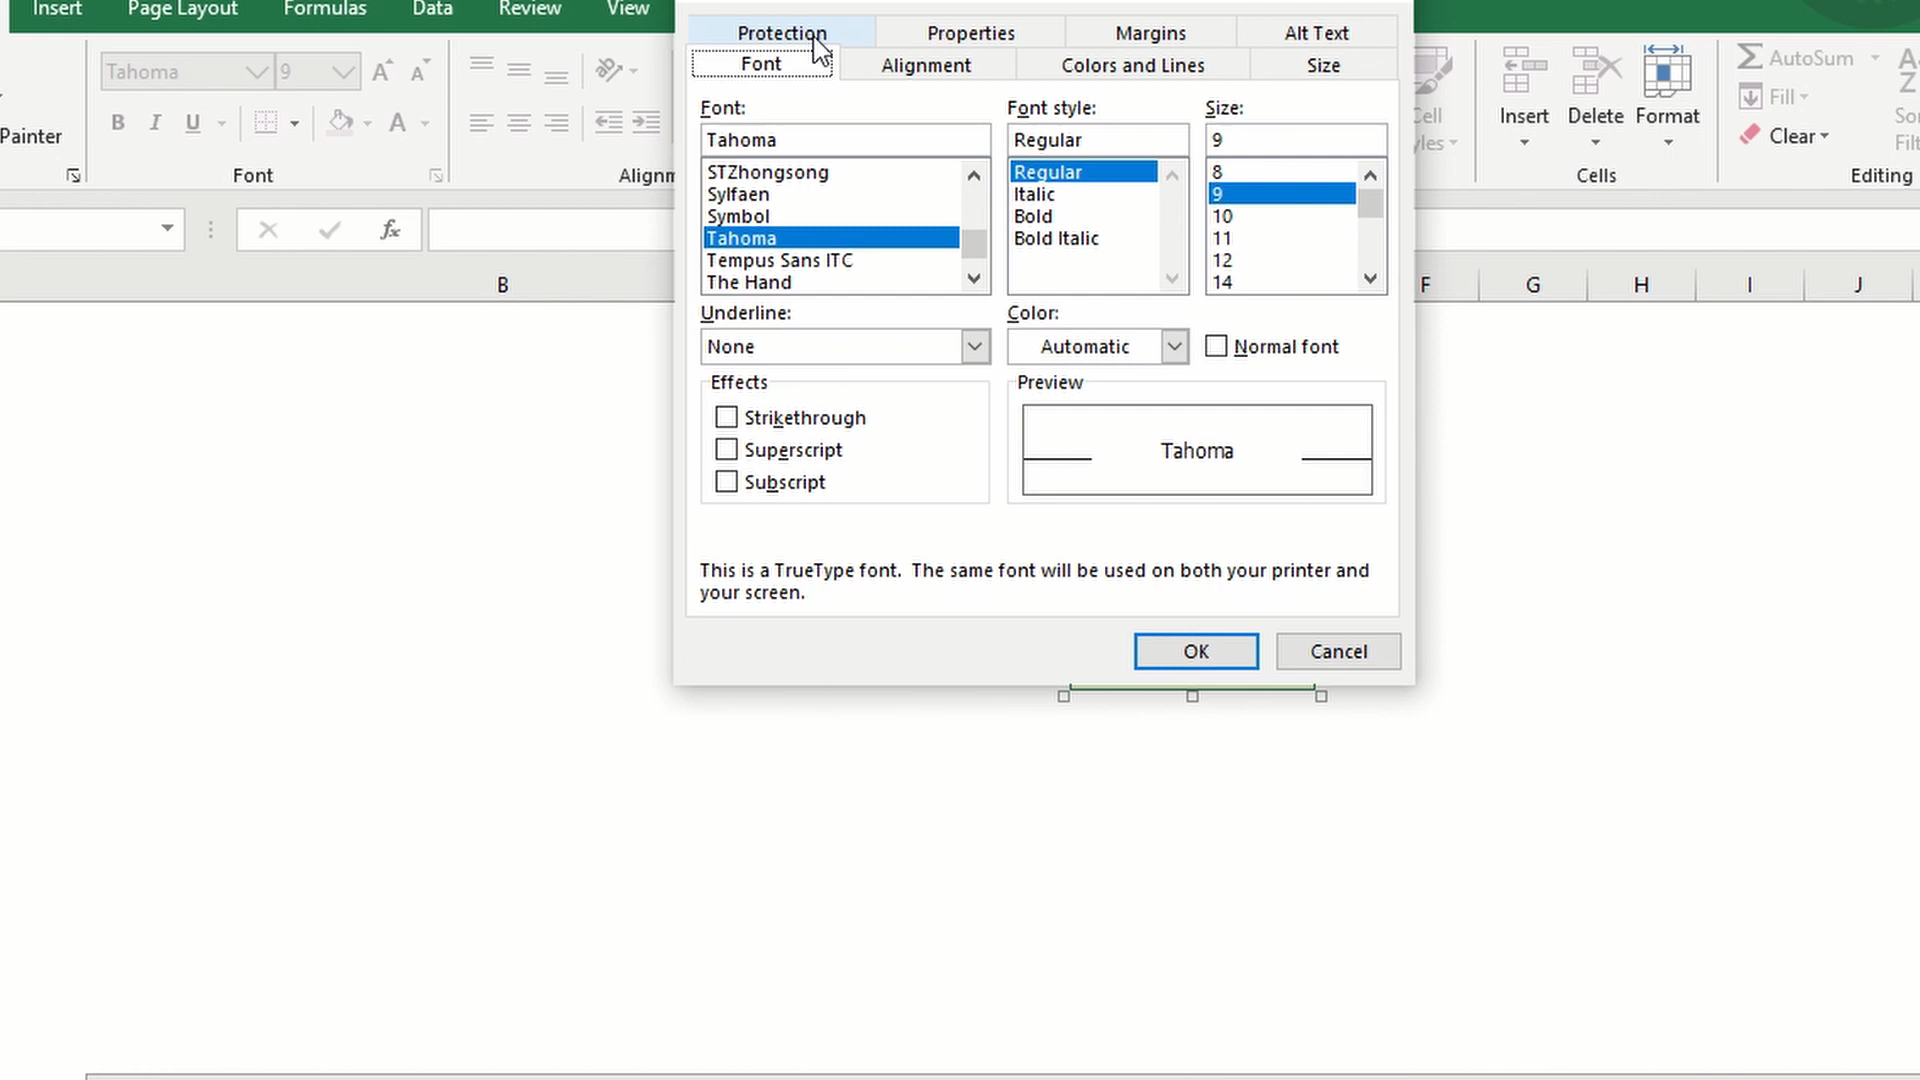 Insert Page Layout Formulas Data Review View
Protection Properties Margins Alt Text
Font Alignment Colors and Lines Size
Tahoma 9
Painter
B I U
A
Font
Alignm
Font: Font style: Size:
Tahoma Regular 9
STZhongsong
Sylfaen
Symbol
Tahoma
Tempus Sans ITC
The Hand
Regular
Italic
Bold
Bold Italic
8
9
10
11
12
14
Underline: Color:
None Automatic Normal font
Effects
Strikethrough
Superscript
Subscript
Preview
Tahoma
This is a TrueType font. The same font will be used on both your printer and
your screen.
OK Cancel
Insert Delete Format
Cells
AutoSum
Fill
Clear
Editing
fx
B F G H I J